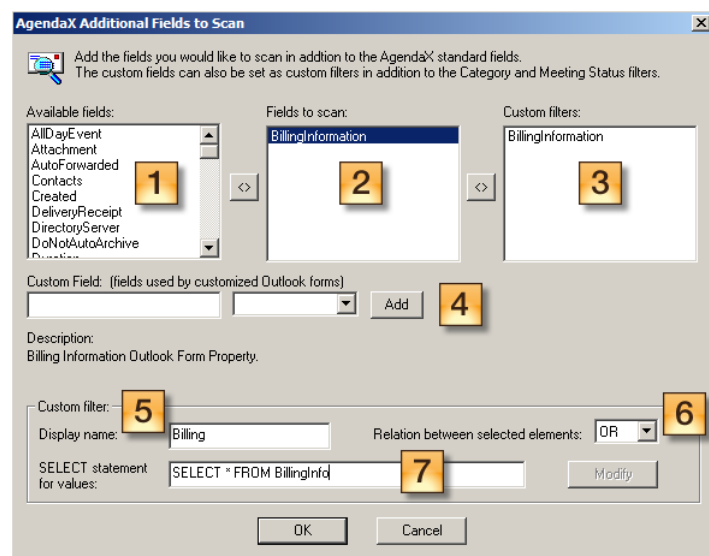 AgendaX Additional Fields to Scan
Add the fields you would like to scan in addtion to the AgendaX standard fields.
The custom fields can also be set as custom filters in addition to the Category and Meeting Status filters.
Available fields:
Fields to scan:
Custom filters:
AllDayEvent
Attachment
AutoForwarded
Contacts
Created
DeliveryReceipt
DirectoryServer
DoNotAutoArchive
Duration
1
<>
BillingInformation
2
<>
BillingInformation
3
Custom Field: (fields used by customized Outlook forms)
Add
4
Description:
Billing Information Outlook Form Property.
Custom filter:
5
6
Display name:
Billing
Relation between selected elements:
OR
SELECT statement
for values:
SELECT * FROM BillingInfo
7
Modify
OK
Cancel